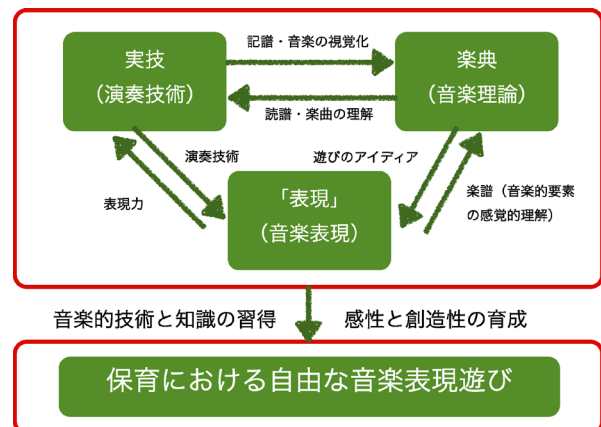 記譜・音楽の視覚化
実技
（演奏技術）
楽典
（音楽理論）
読譜・楽曲の理解
演奏技術
遊びのアイディア
表現力
「表現」
（音楽表現）
楽譜（音楽的要素
の感覚的理解）
音楽的技術と知識の習得
感性と創造性の育成
保育における自由な音楽表現遊び